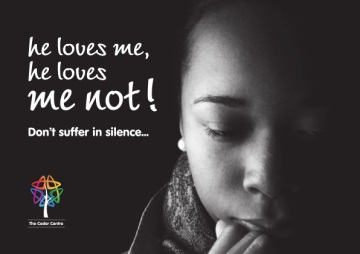 he loves me,
he loves
me not!
Don't suffer in silence...
The Cedar Centre